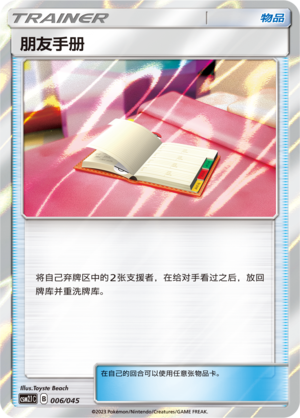 TRAINER
物品
朋友手册
将自己弃牌区中的2张支援者,在给对手看过之后,放回
牌库并重洗牌库。
Illus.Toyste Beach
006/045
在自己的回合可以使用任意张物品卡。
©2023 Pokémon/Nintendo/Creatures/GAME FREAK.